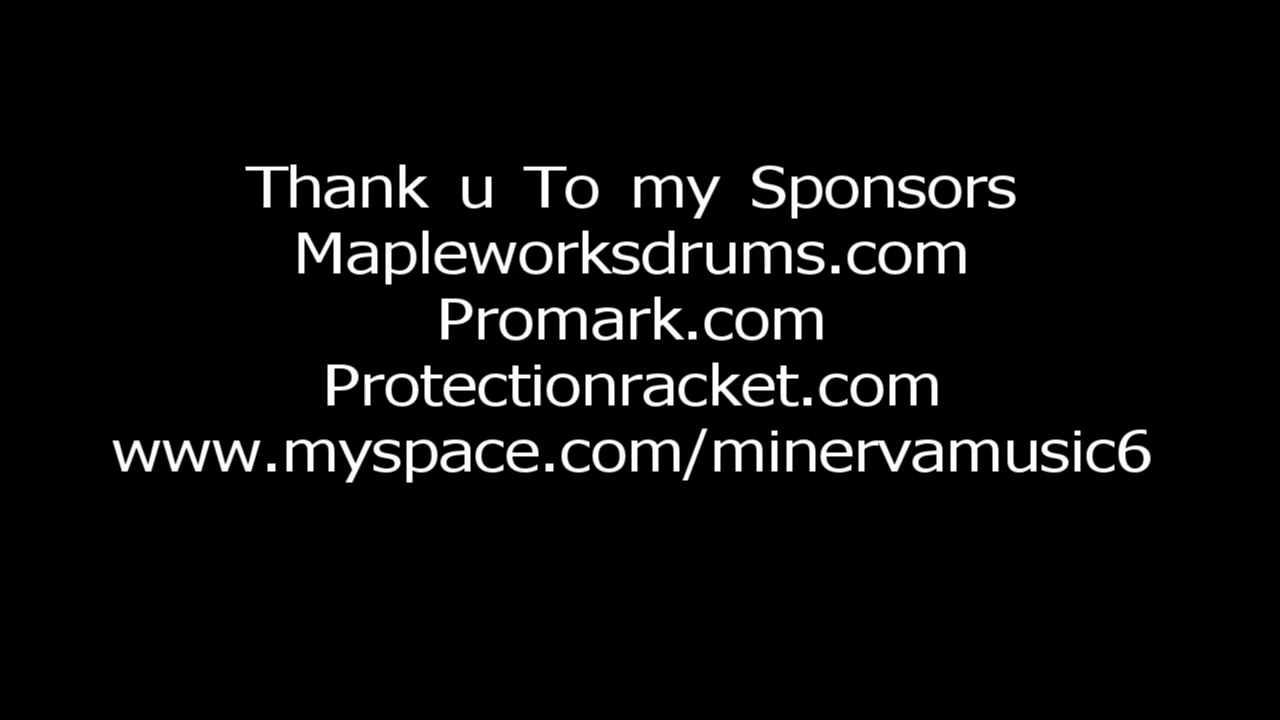 Thank u To my Sponsors
Mapleworksdrums.com
Promark.com
Protectionracket.com
www.myspace.com/minervamusic6